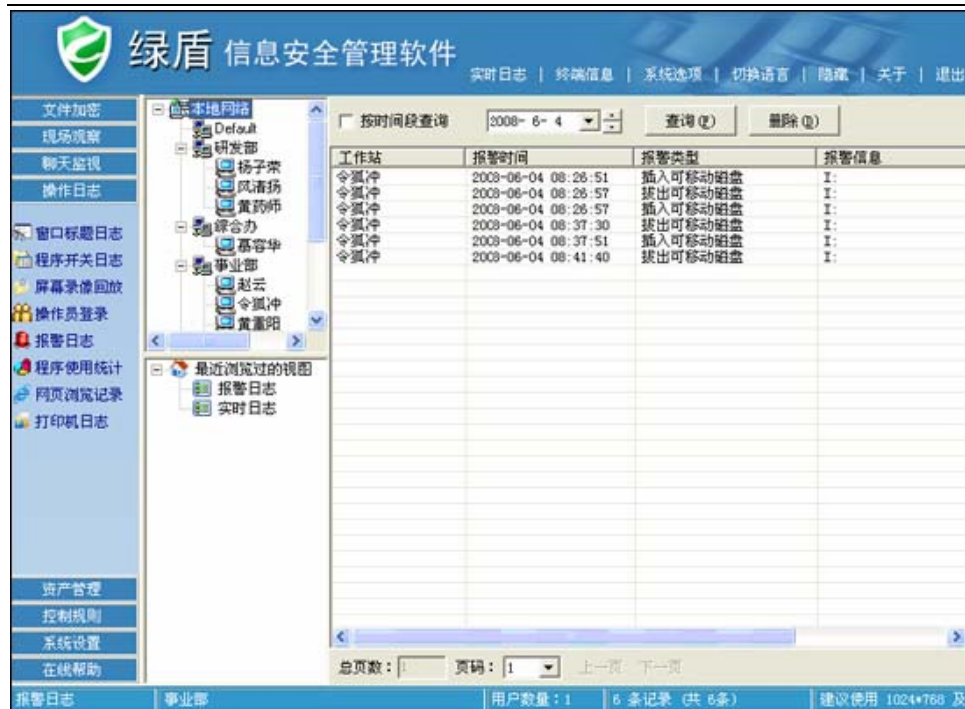 绿盾 信息安全管理软件
实时日志 | 终端信息 | 系统选项 | 切换语言 | 隐藏 | 关于 | 退出
文件加密
现场观察
聊天监视
操作日志
窗口标题日志
程序开关日志
屏幕录像回放
操作员登录
报警日志
程序使用统计
网页浏览记录
打印机日志
资产管理
控制规则
系统设置
在线帮助
本地网络
Default
研发部
杨子荣
风清扬
黄药师
综合办
慕容华
事业部
赵云
令狐冲
黄重阳
最近浏览过的视图
报警日志
实时日志
按时间段查询 2008- 6- 4 查询(F) 删除(D)
工作站 报警时间 报警类型 报警信息
令狐冲 2008-06-04 08:26:51 插入可移动磁盘 I:
令狐冲 2008-06-04 08:26:57 拔出可移动磁盘 I:
令狐冲 2008-06-04 08:26:57 插入可移动磁盘 I:
令狐冲 2008-06-04 08:37:30 拔出可移动磁盘 I:
令狐冲 2008-06-04 08:37:51 插入可移动磁盘 I:
令狐冲 2008-06-04 08:41:40 拔出可移动磁盘 I:
总页数: 1 页码: 1 上一页 下一页
报警日志 事业部 用户数量:1 6 条记录 (共 6条) 建议使用 1024*768 及